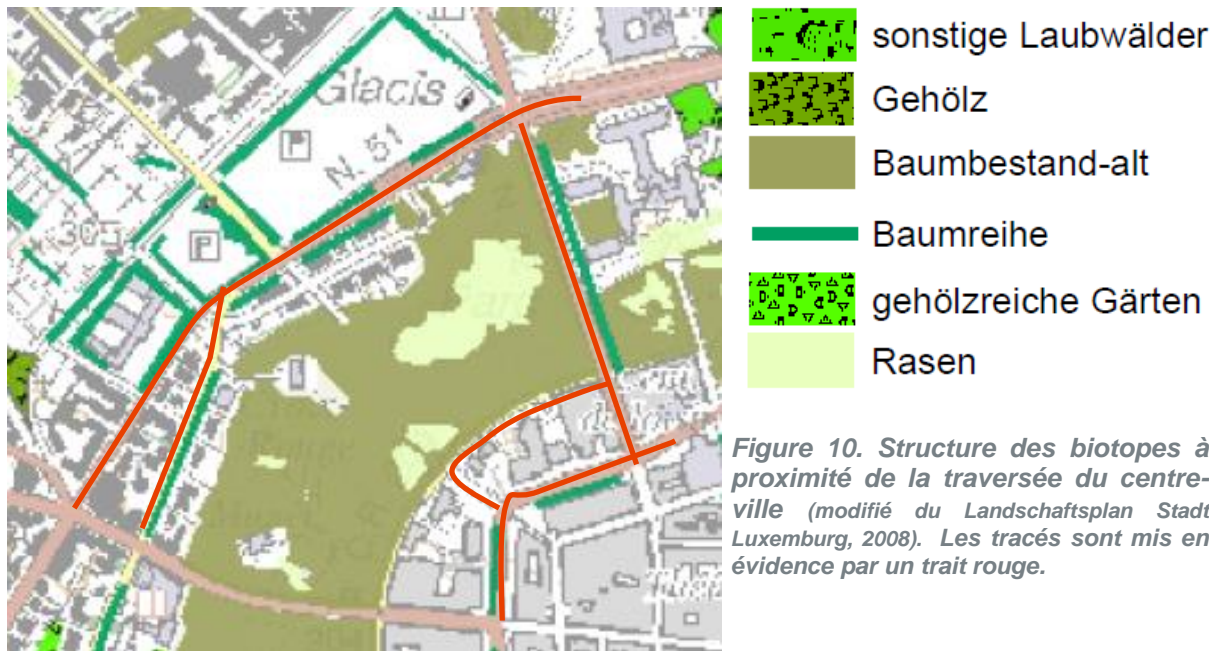 Glacis
N. 51
P
P
305
sonstige Laubwälder
Gehölz
Baumbestand-alt
Baumreihe
gehölzreiche Gärten
Rasen
Figure 10. Structure des biotopes à
proximité de la traversée du centre-
ville (modifié du Landschaftsplan Stadt
Luxemburg, 2008). Les tracés sont mis en
évidence par un trait rouge.